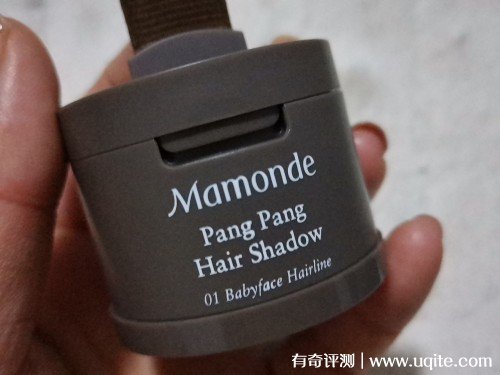 Mamonde
Pang Pang
Hair Shadow
01 Babyface Hairline
有奇评测 | www.uqite.com